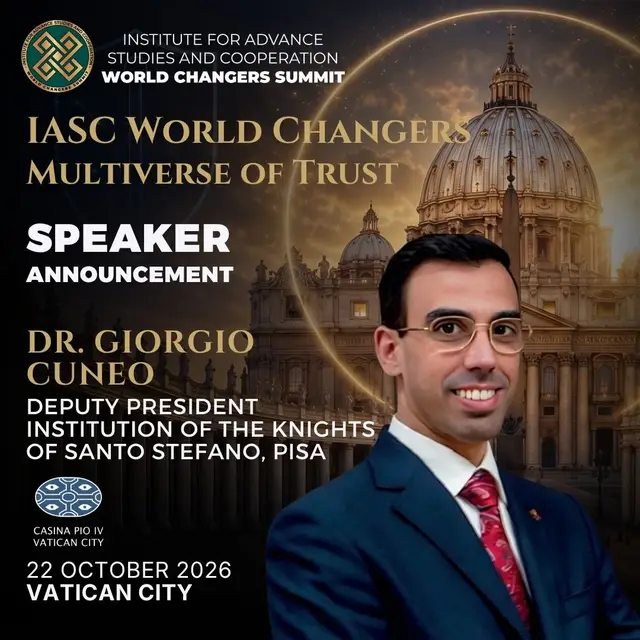 INSTITUTE FOR ADVANCE
STUDIES AND COOPERATION
WORLD CHANGERS SUMMIT
IASC WORLD CHANGERS
MULTIVERSE OF TRUST
SPEAKER
ANNOUNCEMENT
DR. GIORGIO
CUNEO
DEPUTY PRESIDENT
INSTITUTION OF THE KNIGHTS
OF SANTO STEFANO, PISA
CASINA PIO IV
VATICAN CITY
22 OCTOBER 2026
VATICAN CITY